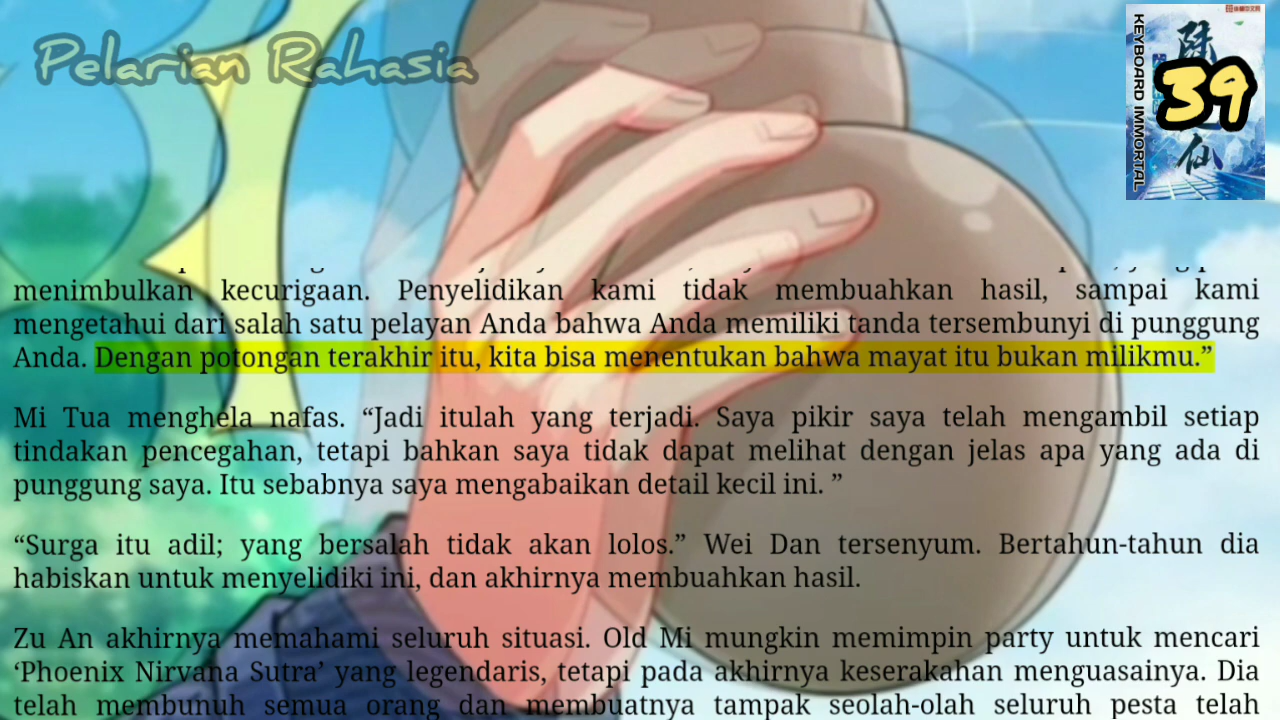 Pelarian Rahasia
KEYBOARD IMMORTAL
39
仙
menimbulkan kecurigaan. Penyelidikan kami tidak membuahkan hasil, sampai kami
mengetahui dari salah satu pelayan Anda bahwa Anda memiliki tanda tersembunyi di punggung
Anda. Dengan potongan terakhir itu, kita bisa menentukan bahwa mayat itu bukan milikmu.”
Mi Tua menghela nafas. “Jadi itulah yang terjadi. Saya pikir saya telah mengambil setiap
tindakan pencegahan, tetapi bahkan saya tidak dapat melihat dengan jelas apa yang ada di
punggung saya. Itu sebabnya saya mengabaikan detail kecil ini. ”
“Surga itu adil; yang bersalah tidak akan lolos.” Wei Dan tersenyum. Bertahun-tahun dia
habiskan untuk menyelidiki ini, dan akhirnya membuahkan hasil.
Zu An akhirnya memahami seluruh situasi. Old Mi mungkin memimpin party untuk mencari
‘Phoenix Nirvana Sutra’ yang legendaris, tetapi pada akhirnya keserakahan menguasainya. Dia
telah membunuh semua orang dan membuatnya tampak seolah-olah seluruh pesta telah